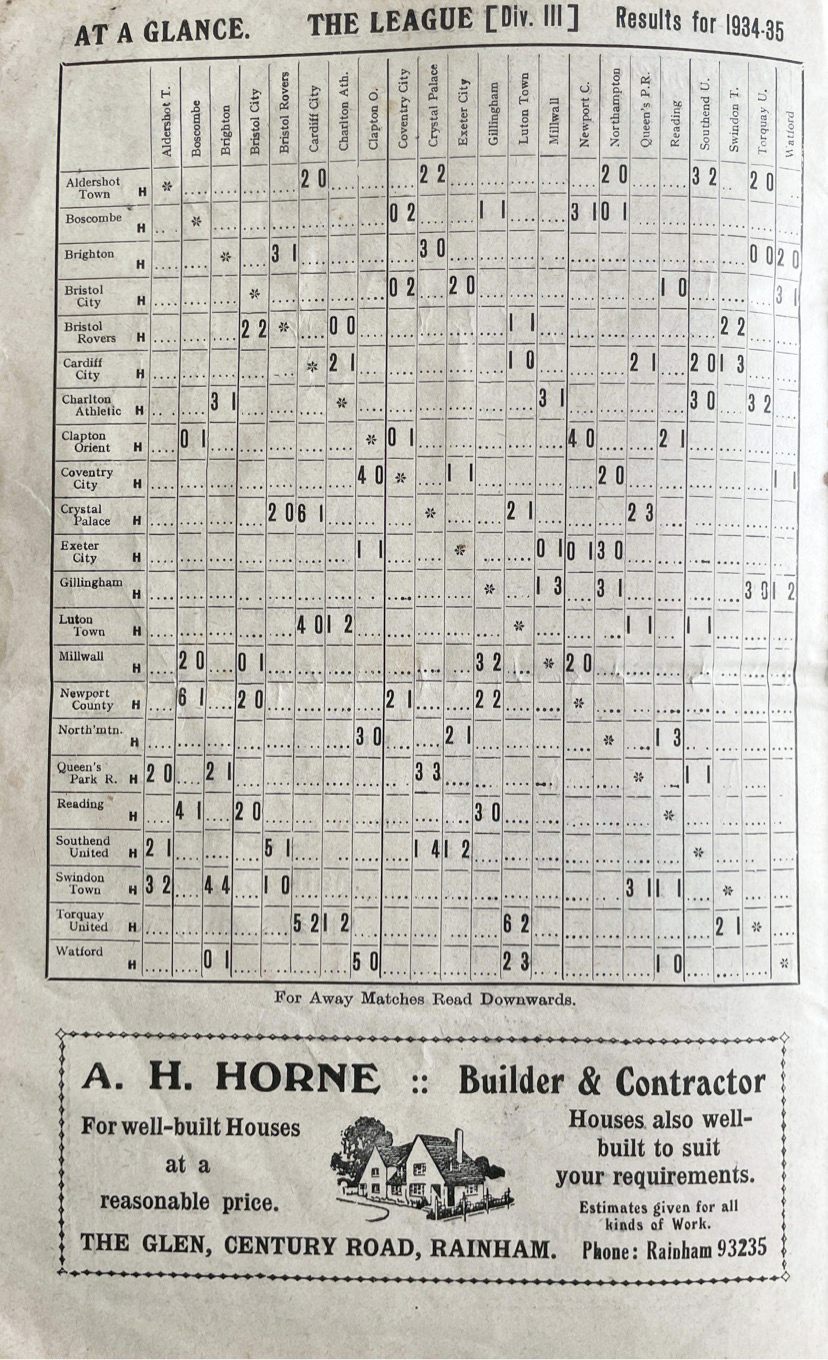 AT A GLANCE. THE LEAGUE [Div. III] Results for 1934-35
Aldershot T. Boscombe Brighton Bristol City Bristol Rovers Cardiff City Charlton Ath. Clapton O. Coventry City Crystal Palace Exeter City Gillingham Luton Town Millwall Newport C. Northampton Queen's P.R. Reading Southend U. Swindon T. Torquay U. Watford
Aldershot
Town H * 2 0 2 2 2 0 3 2 2 0
Boscombe H * 0 2 1 1 3 1 0 1
Brighton H * 3 1 3 0 0 0 2 0
Bristol
City H * 0 2 2 0 1 0 3 1
Bristol
Rovers H 2 2 * 0 0 1 1 2 2
Cardiff
City H * 2 1 1 0 2 1 2 0 1 3
Charlton
Athletic H 3 1 * 3 1 3 0 3 2
Clapton
Orient H 0 1 * 0 1 4 0 2 1
Coventry
City H 4 0 * 1 1 2 0 1 1
Crystal
Palace H 2 0 6 1 * 2 1 2 3
Exeter
City H 1 1 * 0 1 0 1 3 0
Gillingham H * 1 3 3 1 3 0 1 2
Luton
Town H 4 0 1 2 * 1 1 1 1
Millwall H 2 0 0 1 3 2 * 2 0
Newport
County H 6 1 2 0 2 1 2 2 *
North'mtn. H 3 0 2 1 * 1 3
Queen's
Park R. H 2 0 2 1 3 3 * 1 1
Reading H 4 1 2 0 3 0 *
Southend
United H 2 1 5 1 1 4 1 2 *
Swindon
Town H 3 2 4 4 1 0 3 1 1 1 *
Torquay
United H 5 2 1 2 6 2 2 1 *
Watford H 0 1 5 0 2 3 1 0 *
For Away Matches Read Downwards.
A. H. HORNE :: Builder & Contractor
For well-built Houses
at a
reasonable price.
Houses also well-
built to suit
your requirements.
Estimates given for all
kinds of Work.
THE GLEN, CENTURY ROAD, RAINHAM. Phone: Rainham 93235